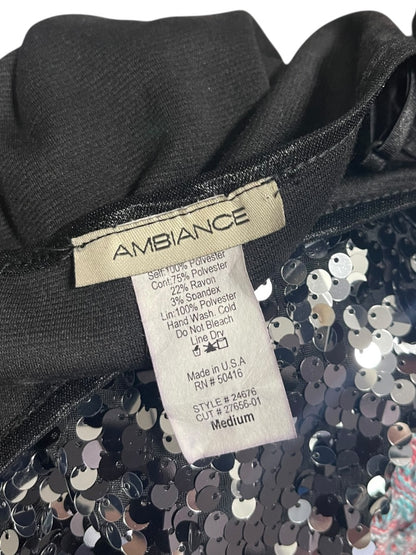 AMBIANCE
Self:100% Polyester
Cont:75% Polyester
22% Rayon
3% Spandex
Lin:100% Polyester
Hand Wash. Cold
Do Not Bleach
Line Dry
Made in U.S.A
RN# 50416
STYLE # 24676
CUT # 27656-01
Medium